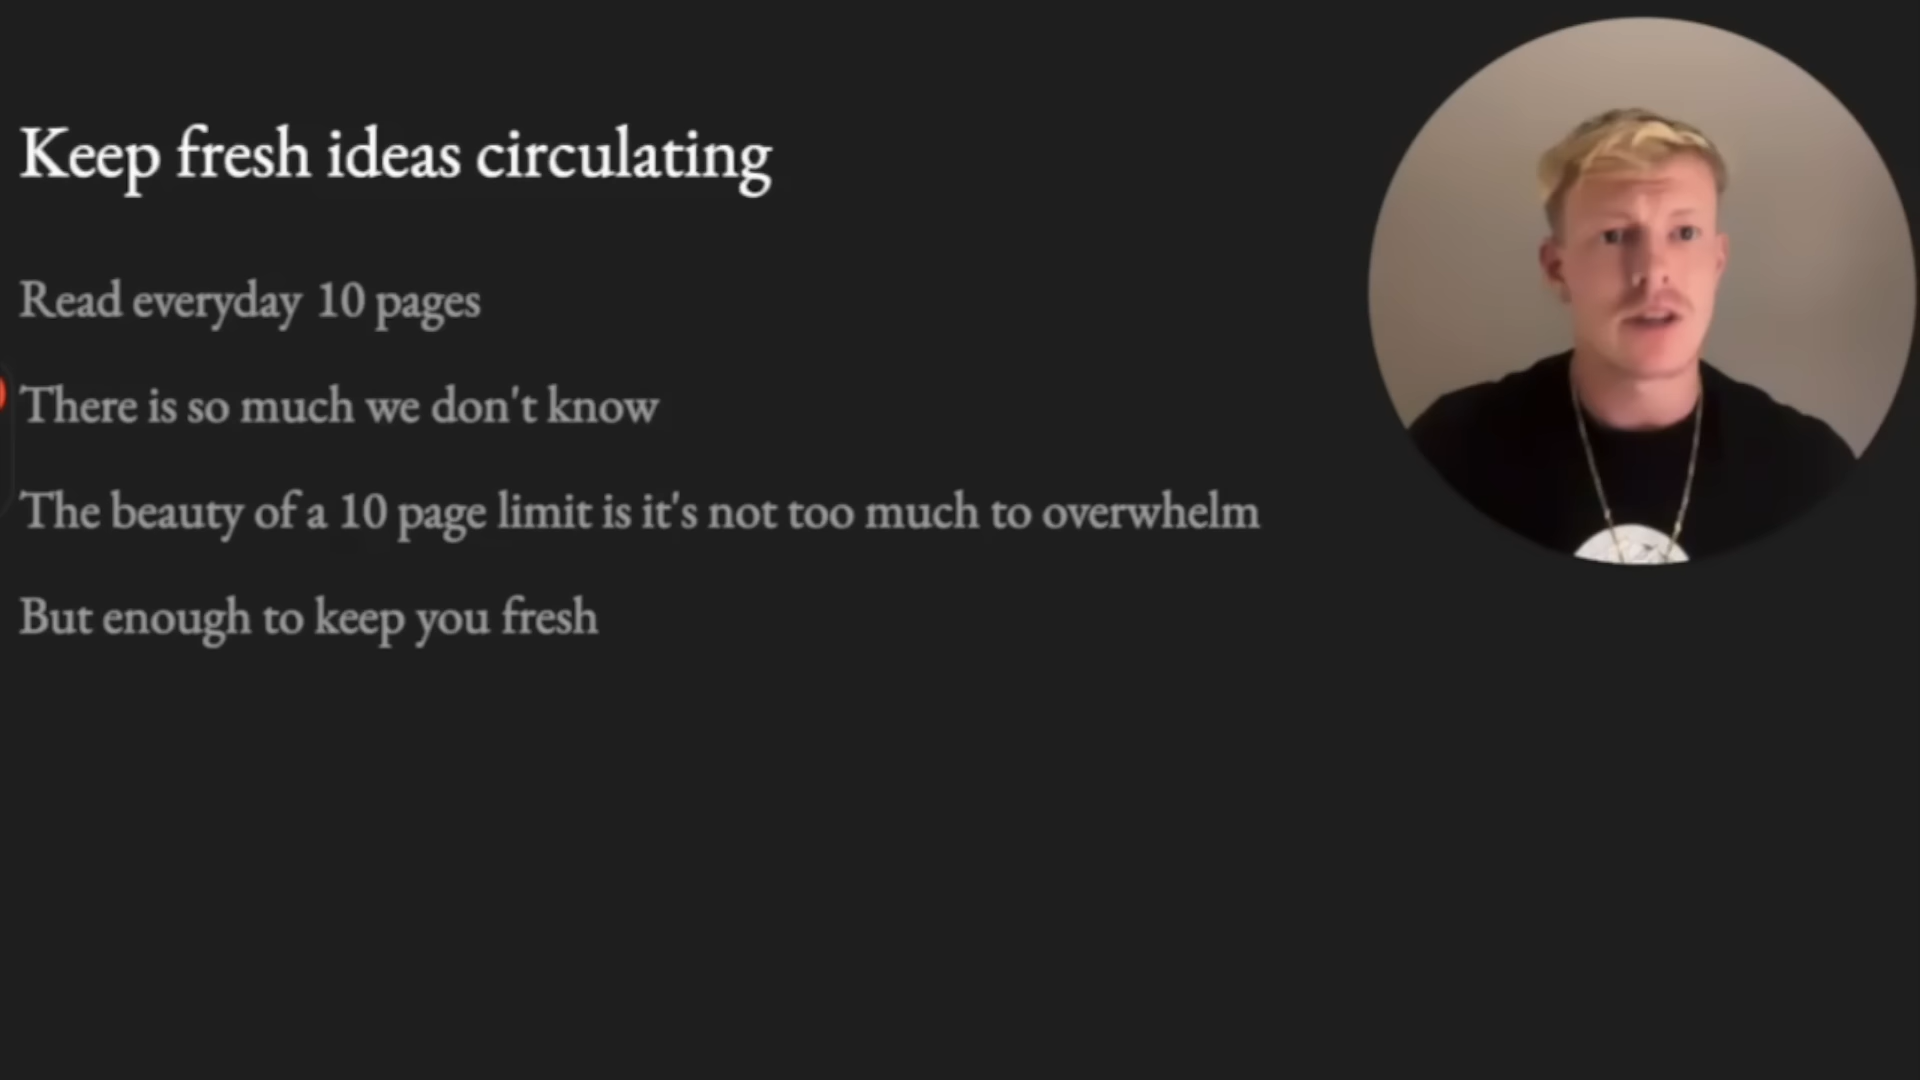 Keep fresh ideas circulating
Read everyday 10 pages
There is so much we don't know
The beauty of a 10 page limit is it's not too much to overwhelm
But enough to keep you fresh